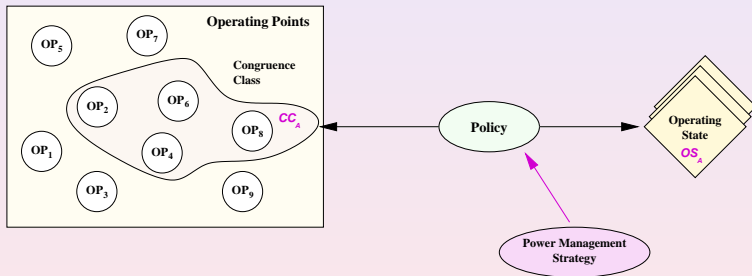 Operating Points
OP5
OP7
Congruence
Class
OP2
OP6
CCA
OP8
OP4
OP1
OP3
OP9
Policy
Operating
State
OSA
Power Management
Strategy